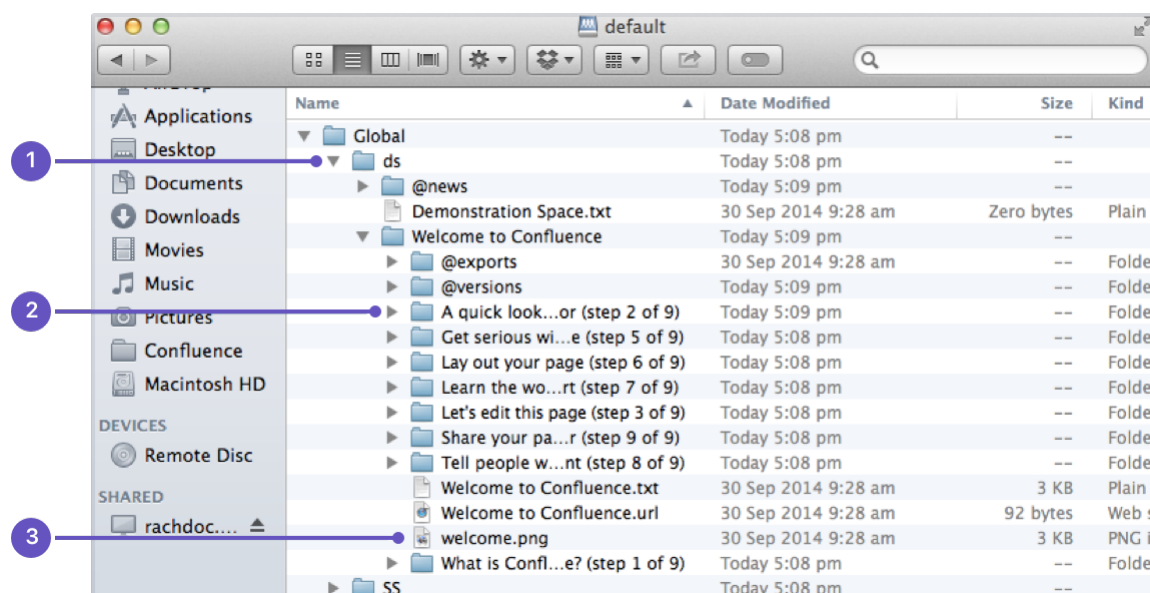 default
AirDrop
Applications
Desktop
Documents
Downloads
Movies
Music
Pictures
Confluence
Macintosh HD
DEVICES
Remote Disc
SHARED
rachdoc....
1
2
3
Name Date Modified Size Kind
Global Today 5:08 pm --
ds Today 5:08 pm --
@news Today 5:09 pm --
Demonstration Space.txt 30 Sep 2014 9:28 am Zero bytes Plain
Welcome to Confluence Today 5:09 pm --
@exports 30 Sep 2014 9:28 am -- Folde
@versions Today 5:09 pm -- Folde
A quick look...or (step 2 of 9) Today 5:09 pm -- Folde
Get serious wi...e (step 5 of 9) Today 5:08 pm -- Folde
Lay out your page (step 6 of 9) Today 5:08 pm -- Folde
Learn the wo...rt (step 7 of 9) Today 5:08 pm -- Folde
Let's edit this page (step 3 of 9) Today 5:08 pm -- Folde
Share your pa...r (step 9 of 9) Today 5:08 pm -- Folde
Tell people w...nt (step 8 of 9) Today 5:08 pm -- Folde
Welcome to Confluence.txt 30 Sep 2014 9:28 am 3 KB Plain
Welcome to Confluence.url 30 Sep 2014 9:28 am 92 bytes Web s
welcome.png 30 Sep 2014 9:28 am 3 KB PNG i
What is Confl...e? (step 1 of 9) Today 5:08 pm -- Folde
SS Today 5:08 pm --